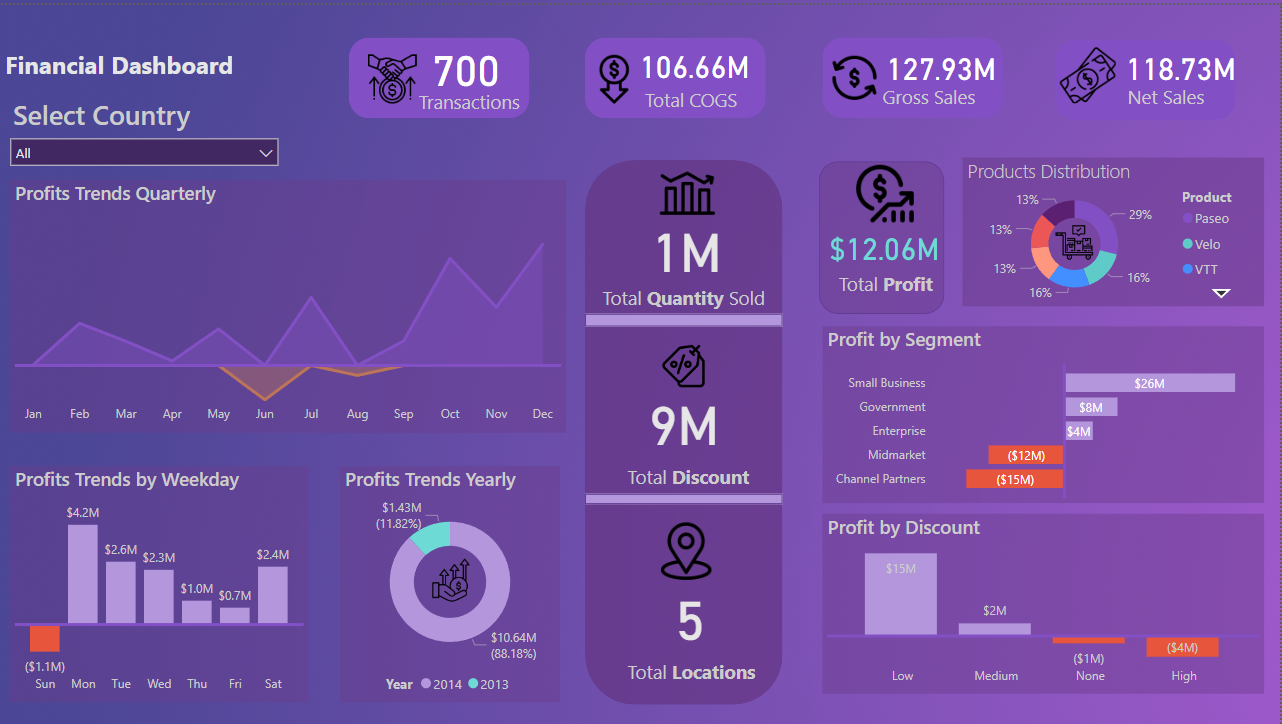 Financial Dashboard
Select Country
All
700
Transactions
106.66M
Total COGS
127.93M
Gross Sales
118.73M
Net Sales
Profits Trends Quarterly
Jan Feb Mar Apr May Jun Jul Aug Sep Oct Nov Dec
1M
Total Quantity Sold
9M
Total Discount
5
Total Locations
$12.06M
Total Profit
Products Distribution
13%
29%
13%
13%
16%
16%
Product
Paseo
Velo
VTT
Profit by Segment
Small Business $26M
Government $8M
Enterprise $4M
Midmarket ($12M)
Channel Partners ($15M)
Profits Trends by Weekday
$4.2M
$2.6M
$2.3M
$1.0M
$0.7M
$2.4M
($1.1M)
Sun Mon Tue Wed Thu Fri Sat
Profits Trends Yearly
$1.43M
(11.82%)
$10.64M
(88.18%)
Year 2014 2013
Profit by Discount
$15M
$2M
($1M)
($4M)
Low Medium None High